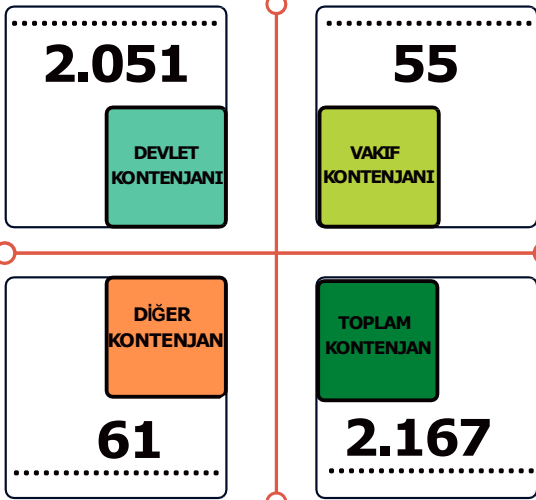 2.051
DEVLET
KONTENJANI
55
VAKIF
KONTENJANI
DİĞER
KONTENJAN
61
TOPLAM
KONTENJAN
2.167